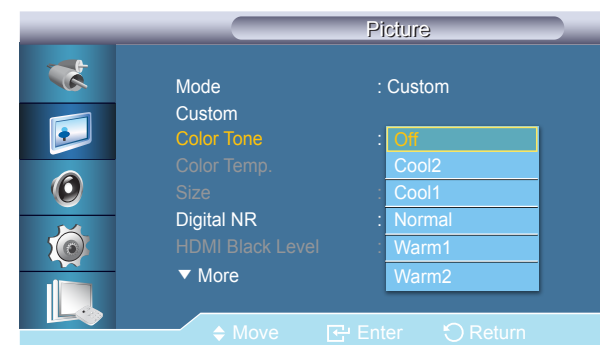 Picture
Mode : Custom
Custom
Color Tone : Off
Color Temp. Cool2
Size : Cool1
Digital NR : Normal
HDMI Black Level : Warm1
▼ More Warm2
Move Enter Return